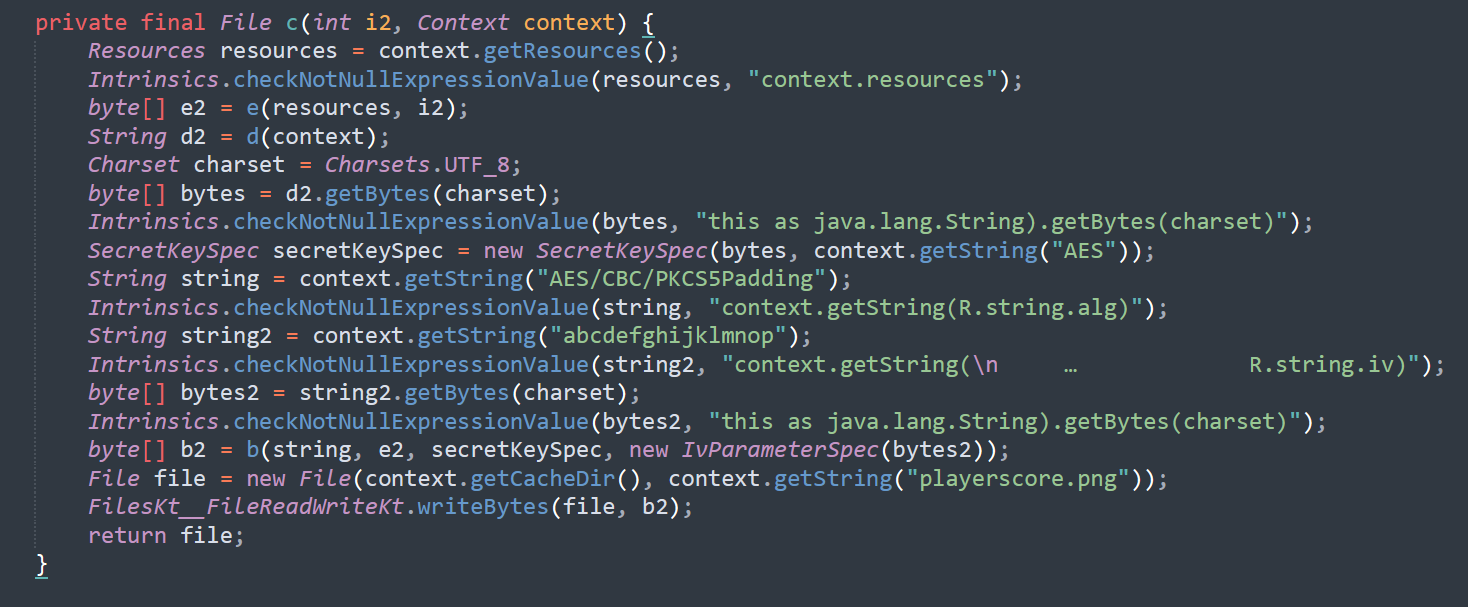 private final File c(int i2, Context context) {
    Resources resources = context.getResources();
    Intrinsics.checkNotNullExpressionValue(resources, "context.resources");
    byte[] e2 = e(resources, i2);
    String d2 = d(context);
    Charset charset = Charsets.UTF_8;
    byte[] bytes = d2.getBytes(charset);
    Intrinsics.checkNotNullExpressionValue(bytes, "this as java.lang.String).getBytes(charset)");
    SecretKeySpec secretKeySpec = new SecretKeySpec(bytes, context.getString("AES"));
    String string = context.getString("AES/CBC/PKCS5Padding");
    Intrinsics.checkNotNullExpressionValue(string, "context.getString(R.string.alg)");
    String string2 = context.getString("abcdefghijklmnop");
    Intrinsics.checkNotNullExpressionValue(string2, "context.getString(\n     …             R.string.iv)");
    byte[] bytes2 = string2.getBytes(charset);
    Intrinsics.checkNotNullExpressionValue(bytes2, "this as java.lang.String).getBytes(charset)");
    byte[] b2 = b(string, e2, secretKeySpec, new IvParameterSpec(bytes2));
    File file = new File(context.getCacheDir(), context.getString("playerscore.png"));
    FilesKt__FileReadWriteKt.writeBytes(file, b2);
    return file;
}